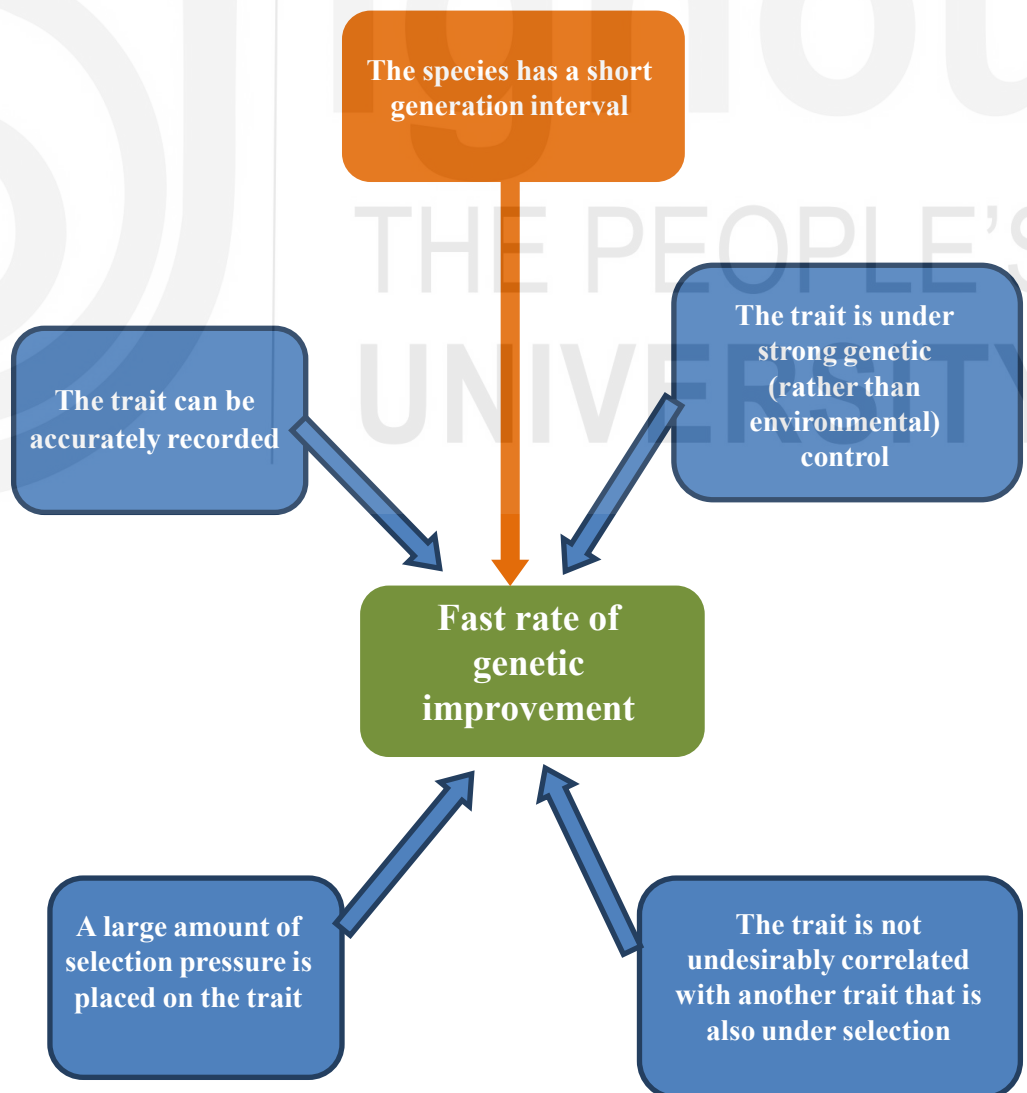 ignou
The species has a short
generation interval
THE PEOPLE'S
UNIVERSITY
The trait is under
strong genetic
(rather than
environmental)
control
The trait can be
accurately recorded
Fast rate of
genetic
improvement
A large amount of
selection pressure is
placed on the trait
The trait is not
undesirably correlated
with another trait that is
also under selection